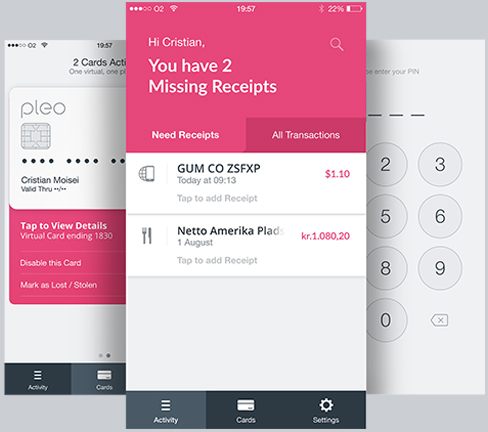 ●●●○○ O2 19:57
2 Cards Acti
One virtual, one pl
pleo
Cristian Moisei
Valid Thru ••/••
Tap to View Details
Virtual Card ending 1830
Disable this Card
Mark as Lost / Stolen
Activity
Cards
●●●○○ O2 19:57 22%
Hi Cristian,
You have 2
Missing Receipts
Need Receipts
All Transactions
GUM CO ZSFXP
$1.10
Today at 09:13
Tap to add Receipt
Netto Amerika Plads
kr.1.080,20
1 August
Tap to add Receipt
Activity
Cards
Settings
enter your PIN
2 3
5 6
8 9
0